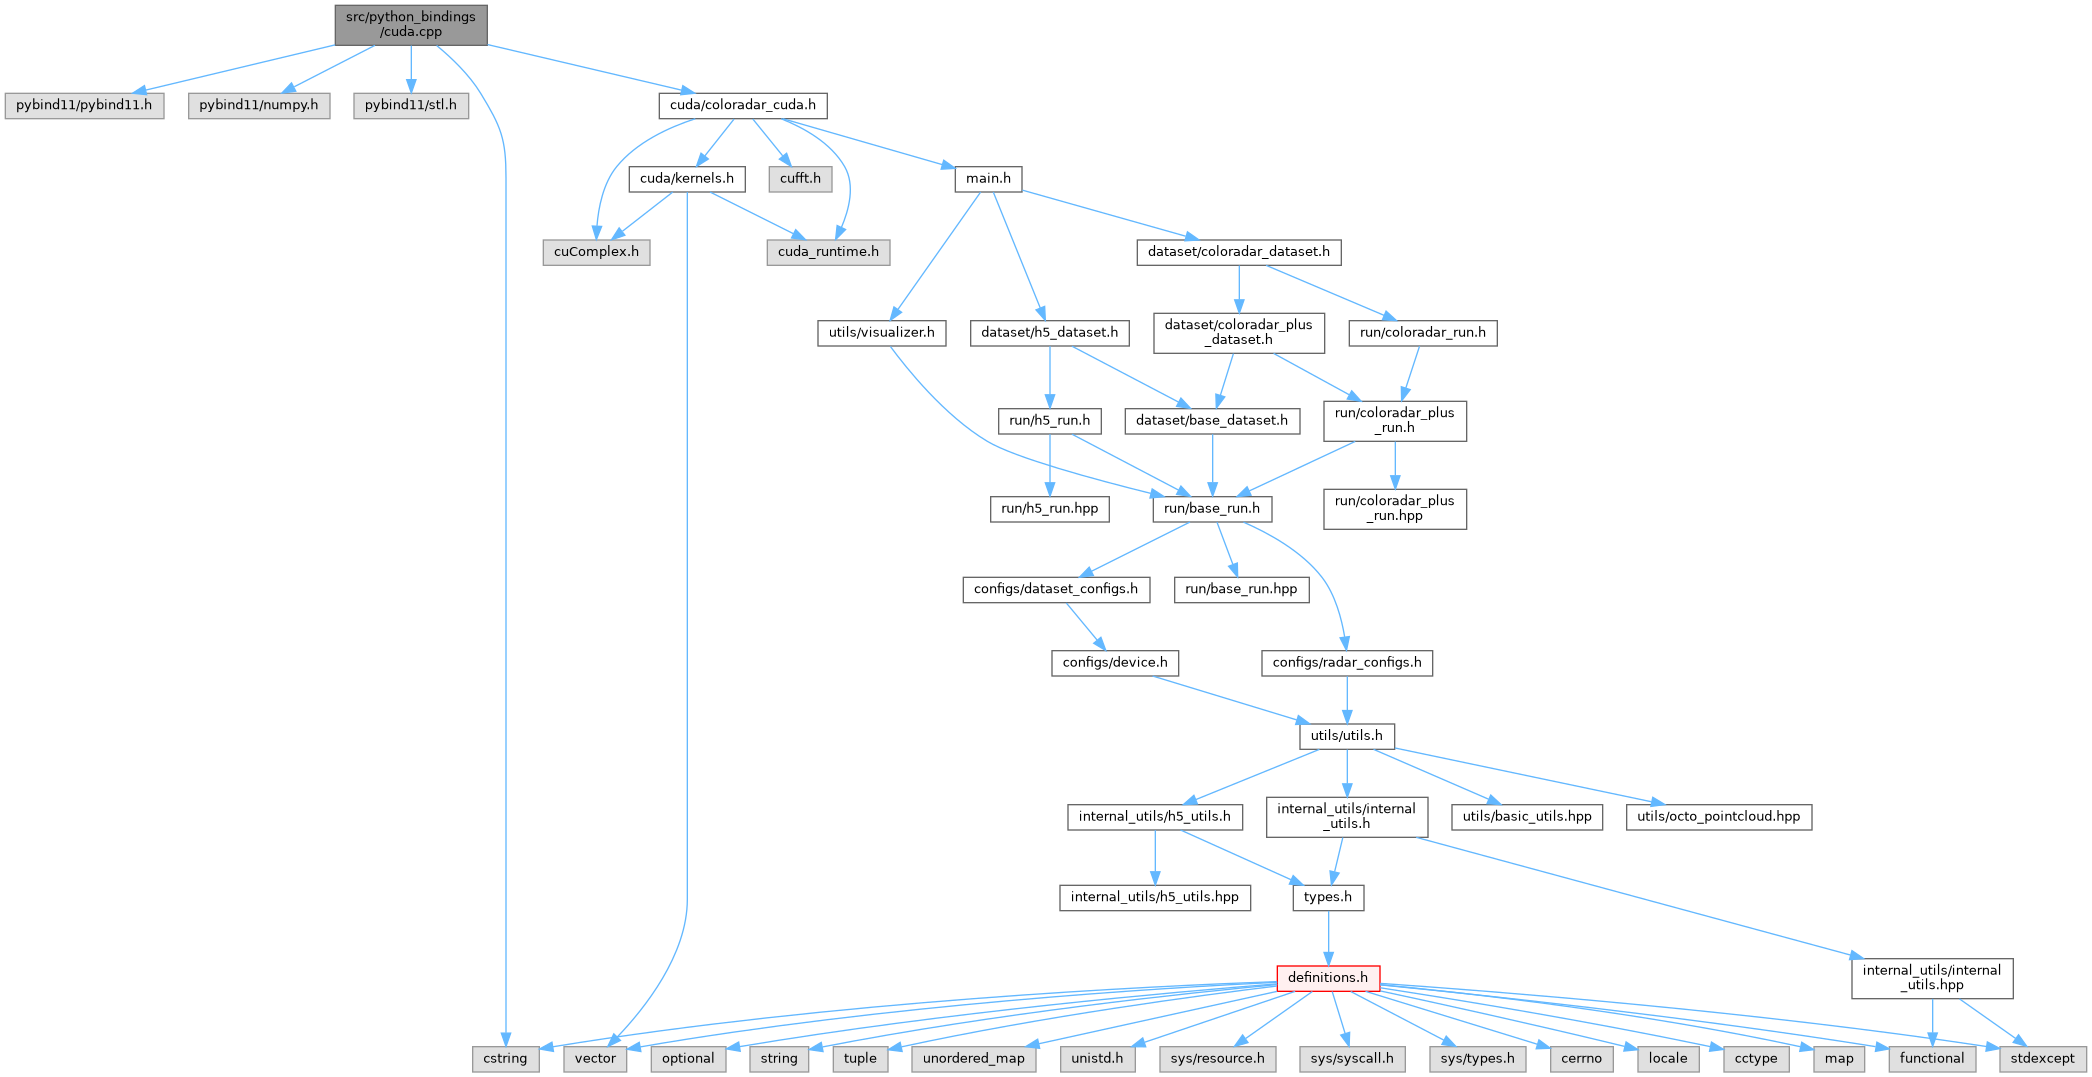 src/python_bindings
/cuda.cpp
pybind11/pybind11.h
pybind11/numpy.h
pybind11/stl.h
cuda/coloradar_cuda.h
cuda/kernels.h
cufft.h
main.h
cuComplex.h
cuda_runtime.h
dataset/coloradar_dataset.h
utils/visualizer.h
dataset/h5_dataset.h
dataset/coloradar_plus
_dataset.h
run/coloradar_run.h
run/h5_run.h
dataset/base_dataset.h
run/coloradar_plus
_run.h
run/h5_run.hpp
run/base_run.h
run/coloradar_plus
_run.hpp
configs/dataset_configs.h
run/base_run.hpp
configs/device.h
configs/radar_configs.h
utils/utils.h
internal_utils/h5_utils.h
internal_utils/internal
_utils.h
utils/basic_utils.hpp
utils/octo_pointcloud.hpp
internal_utils/h5_utils.hpp
types.h
definitions.h
internal_utils/internal
_utils.hpp
cstring
vector
optional
string
tuple
unordered_map
unistd.h
sys/resource.h
sys/syscall.h
sys/types.h
cerrno
locale
cctype
map
functional
stdexcept